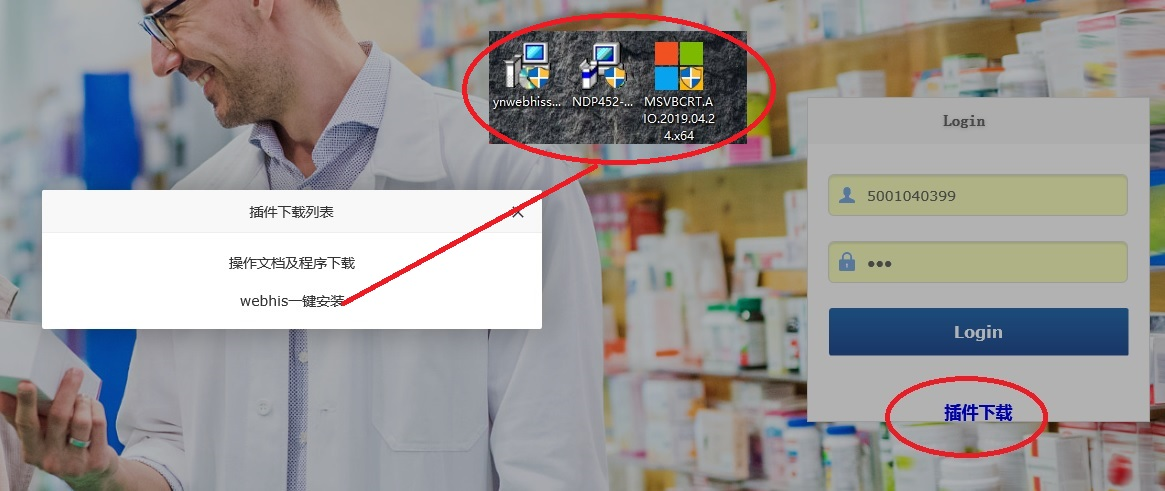 ynwebhiss...
NDP452-...
MSVBCRT.A
IO.2019.04.2
4.x64
插件下载列表
操作文档及程序下载
webhis一键安装
Login
5001040399
Login
插件下载